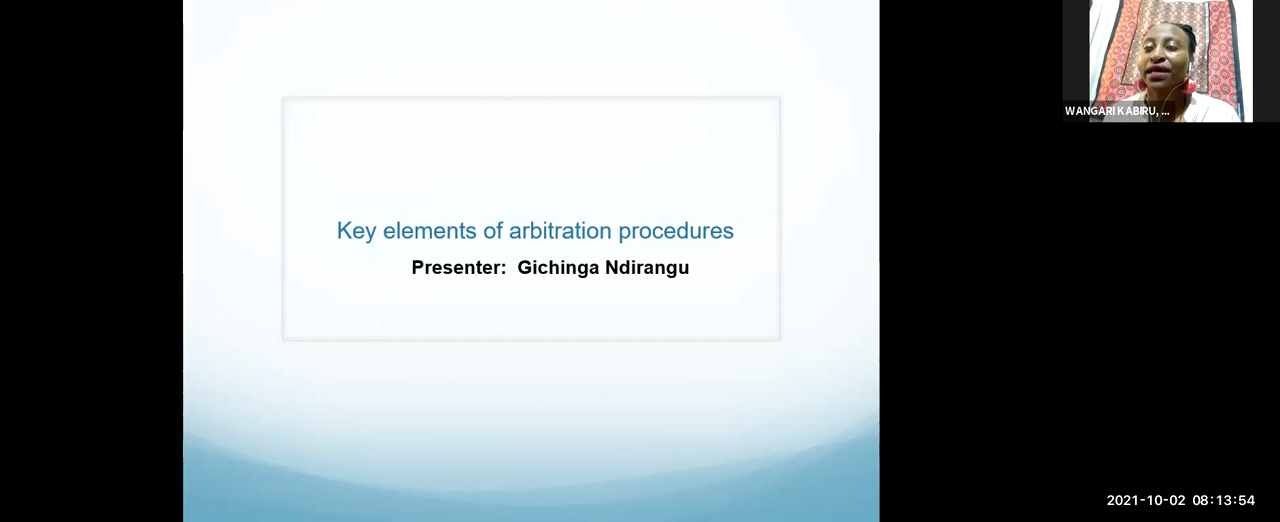 WANGARI KABIRU, ...
Key elements of arbitration procedures
Presenter: Gichinga Ndirangu
2021-10-02 08:13:54